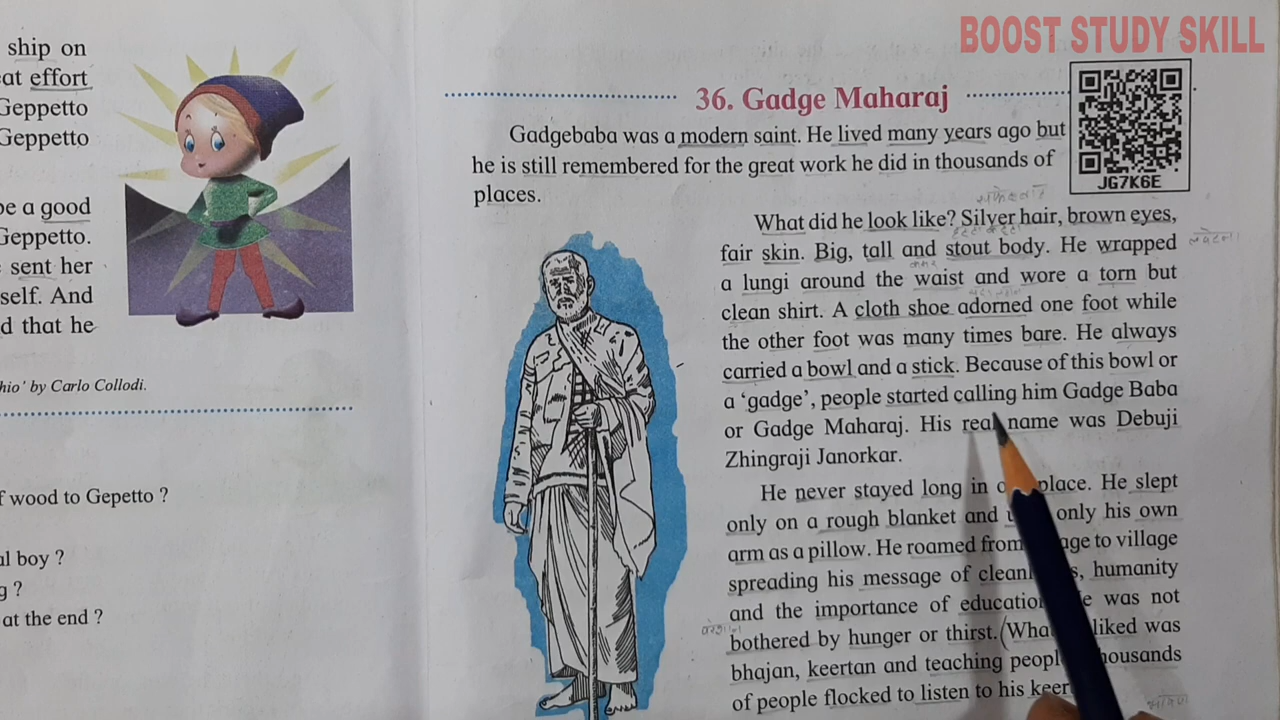 BOOST STUDY SKILL
ship on
at effort
Geppetto
Geppetto
be a good
Geppetto.
sent her
self. And
d that he
hio' by Carlo Collodi.
f wood to Gepetto ?
al boy ?
g ?
at the end ?
36. Gadge Maharaj
JG7K6E
Gadgebaba was a modern saint. He lived many years ago but
he is still remembered for the great work he did in thousands of
places.
What did he look like? Silver hair, brown eyes,
fair skin. Big, tall and stout body. He wrapped
a lungi around the waist and wore a torn but
clean shirt. A cloth shoe adorned one foot while
the other foot was many times bare. He always
carried a bowl and a stick. Because of this bowl or
a ‘gadge’, people started calling him Gadge Baba
or Gadge Maharaj. His real name was Debuji
Zhingraji Janorkar.
He never stayed long in place. He slept
only on a rough blanket and only his own
arm as a pillow. He roamed from age to village
spreading his message of clean s, humanity
and the importance of education e was not
bothered by hunger or thirst. (What liked was
bhajan, keertan and teaching people housands
of people flocked to listen to his keer